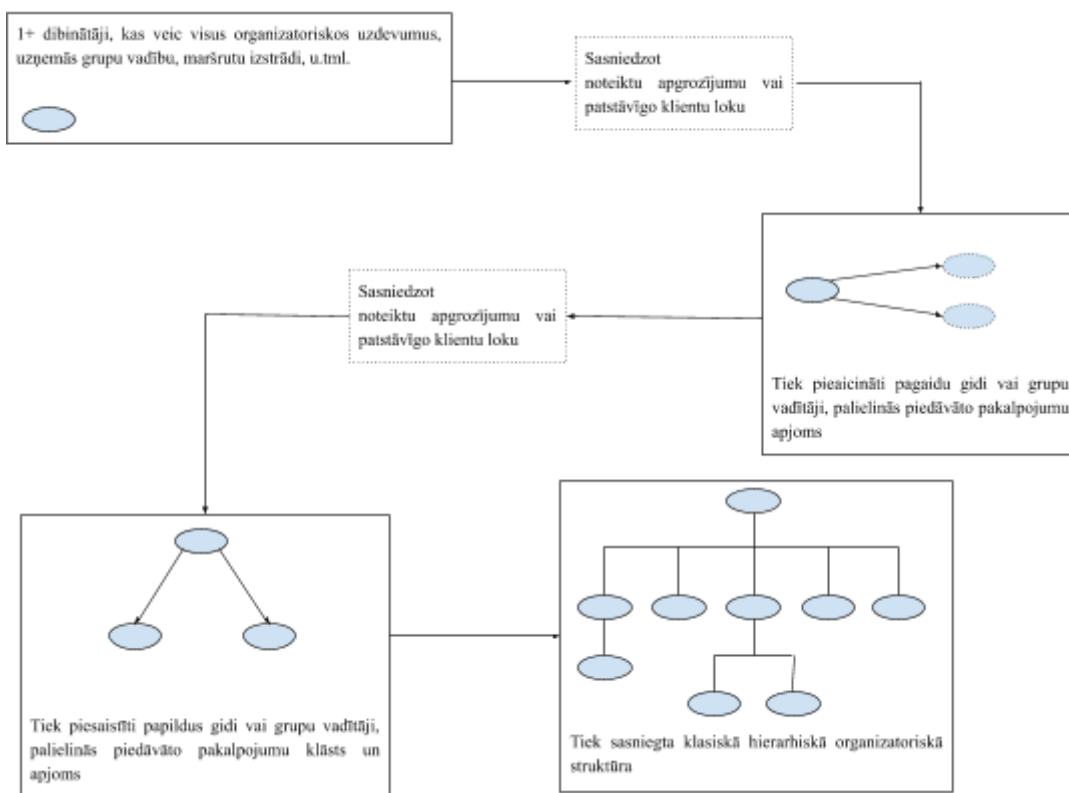 1+ dibinātāji, kas veic visus organizatoriskos uzdevumus,
uzņemās grupu vadību, maršrutu izstrādi, u.tml.
Sasniedzot
noteiktu apgrozījumu vai
patstāvīgo klientu loku
Tiek pieaicināti pagaidu gidi vai grupu
vadītāji, palielinās piedāvāto pakalpojumu
apjoms
Sasniedzot
noteiktu apgrozījumu vai
patstāvīgo klientu loku
Tiek piesaistīti papildus gidi vai grupu vadītāji,
palielinās piedāvāto pakalpojumu klāsts un
apjoms
Tiek sasniegta klasiskā hierarhiskā organizatoriskā
struktūra